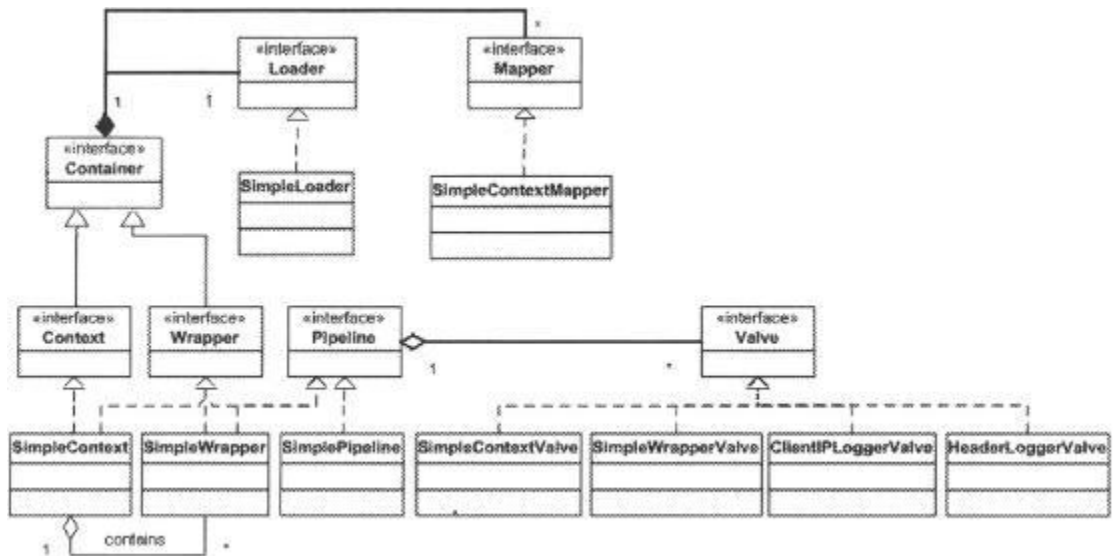 *
«interface»
Loader
«interface»
Mapper
1
1
«interface»
Container
SimpleLoader
SimpleContextMapper
«interface»
Context
«interface»
Wrapper
«interface»
Pipeline
«interface»
Valve
1
*
SimpleContext
SimpleWrapper
SimplePipeline
SimpleContextValve
SimpleWrapperValve
ClientIPLoggerValve
HeaderLoggerValve
1
contains
*